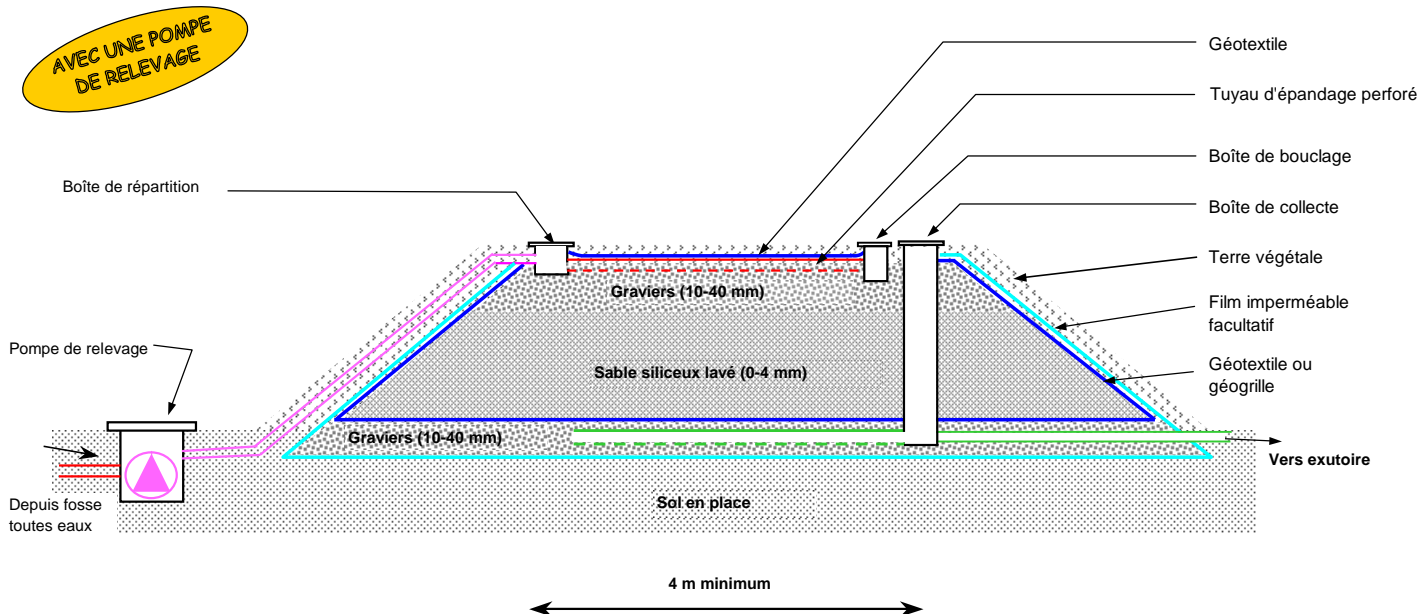 AVEC UNE POMPE
DE RELEVAGE
Géotextile
Tuyau d'épandage perforé
Boîte de bouclage
Boîte de répartition
Boîte de collecte
Terre végétale
Graviers (10-40 mm)
Film imperméable
facultatif
Pompe de relevage
Sable siliceux lavé (0-4 mm)
Géotextile ou
géogrille
Graviers (10-40 mm)
Vers exutoire
Depuis fosse
toutes eaux
Sol en place
4 m minimum